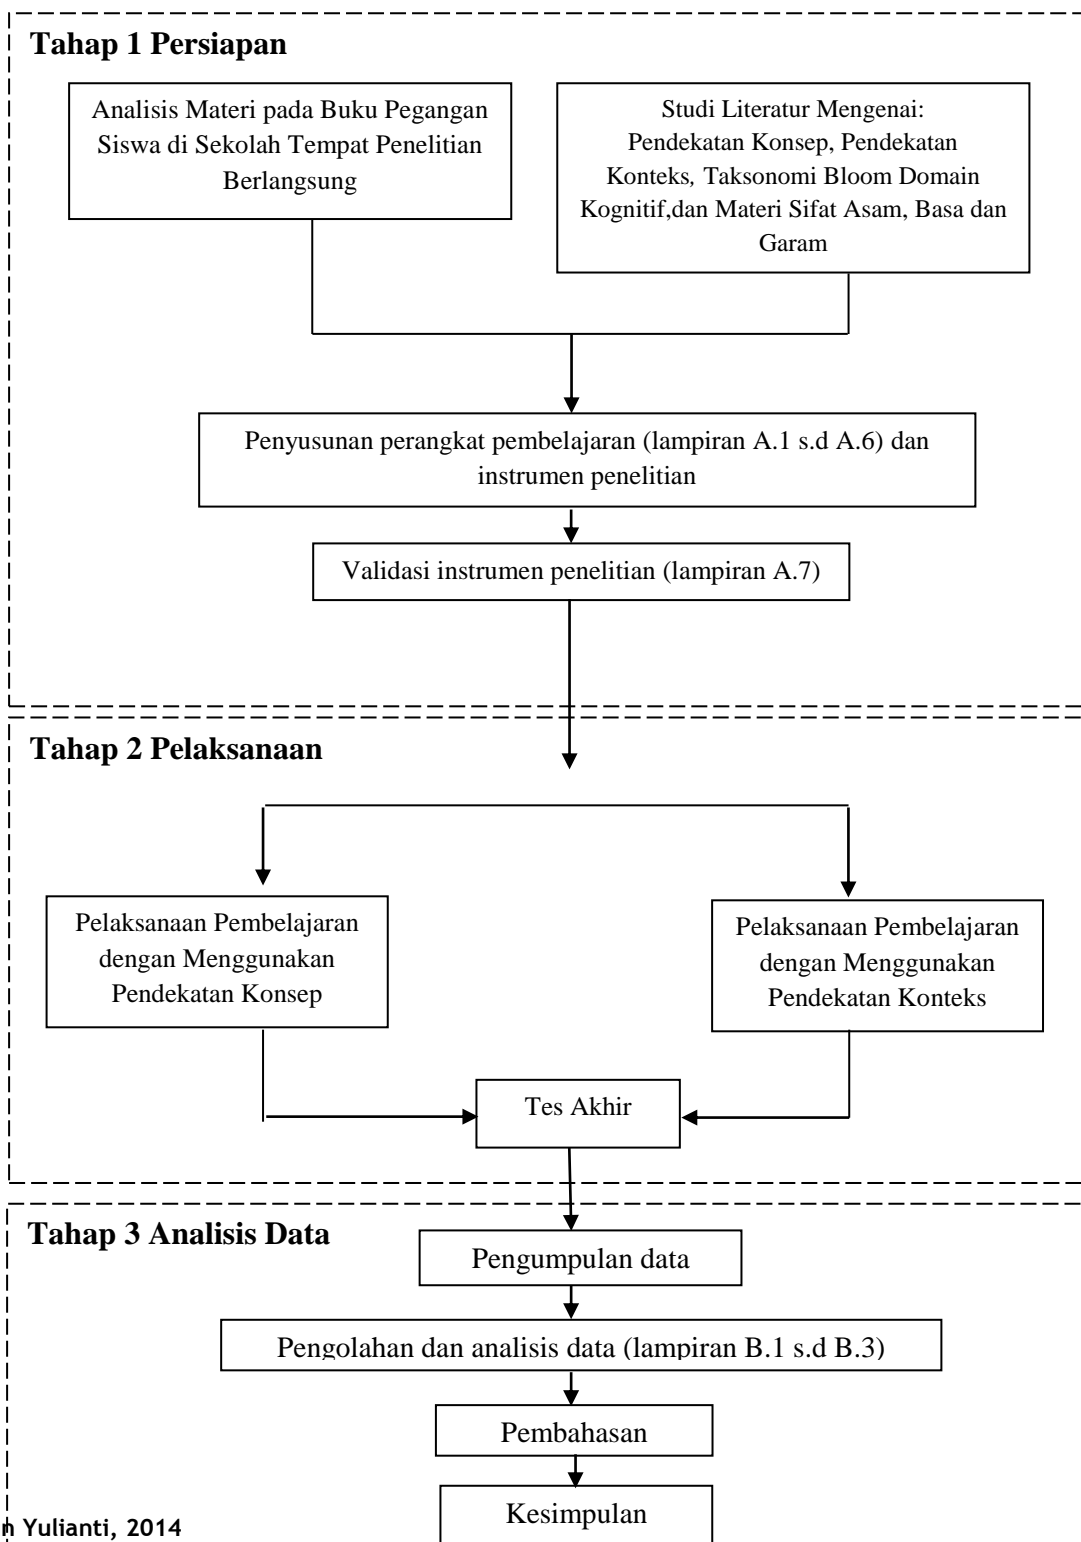 Tahap 1 Persiapan
Analisis Materi pada Buku Pegangan
Siswa di Sekolah Tempat Penelitian
Berlangsung
Studi Literatur Mengenai:
Pendekatan Konsep, Pendekatan
Konteks, Taksonomi Bloom Domain
Kognitif,dan Materi Sifat Asam, Basa dan
Garam
Penyusunan perangkat pembelajaran (lampiran A.1 s.d A.6) dan
instrumen penelitian
Validasi instrumen penelitian (lampiran A.7)
Tahap 2 Pelaksanaan
Pelaksanaan Pembelajaran
dengan Menggunakan
Pendekatan Konsep
Pelaksanaan Pembelajaran
dengan Menggunakan
Pendekatan Konteks
Tes Akhir
Tahap 3 Analisis Data
Pengumpulan data
Pengolahan dan analisis data (lampiran B.1 s.d B.3)
Pembahasan
Kesimpulan
Yulianti, 2014